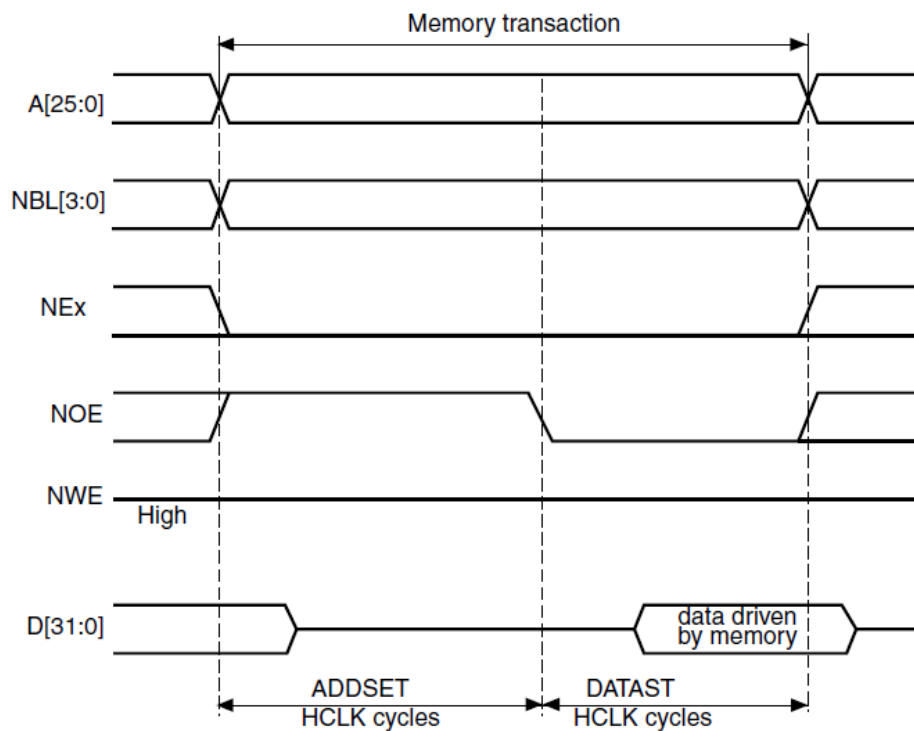 Memory transaction
A[25:0]
NBL[3:0]
NEx
NOE
NWE
High
D[31:0]
data driven
by memory
ADDSET
HCLK cycles
DATAST
HCLK cycles